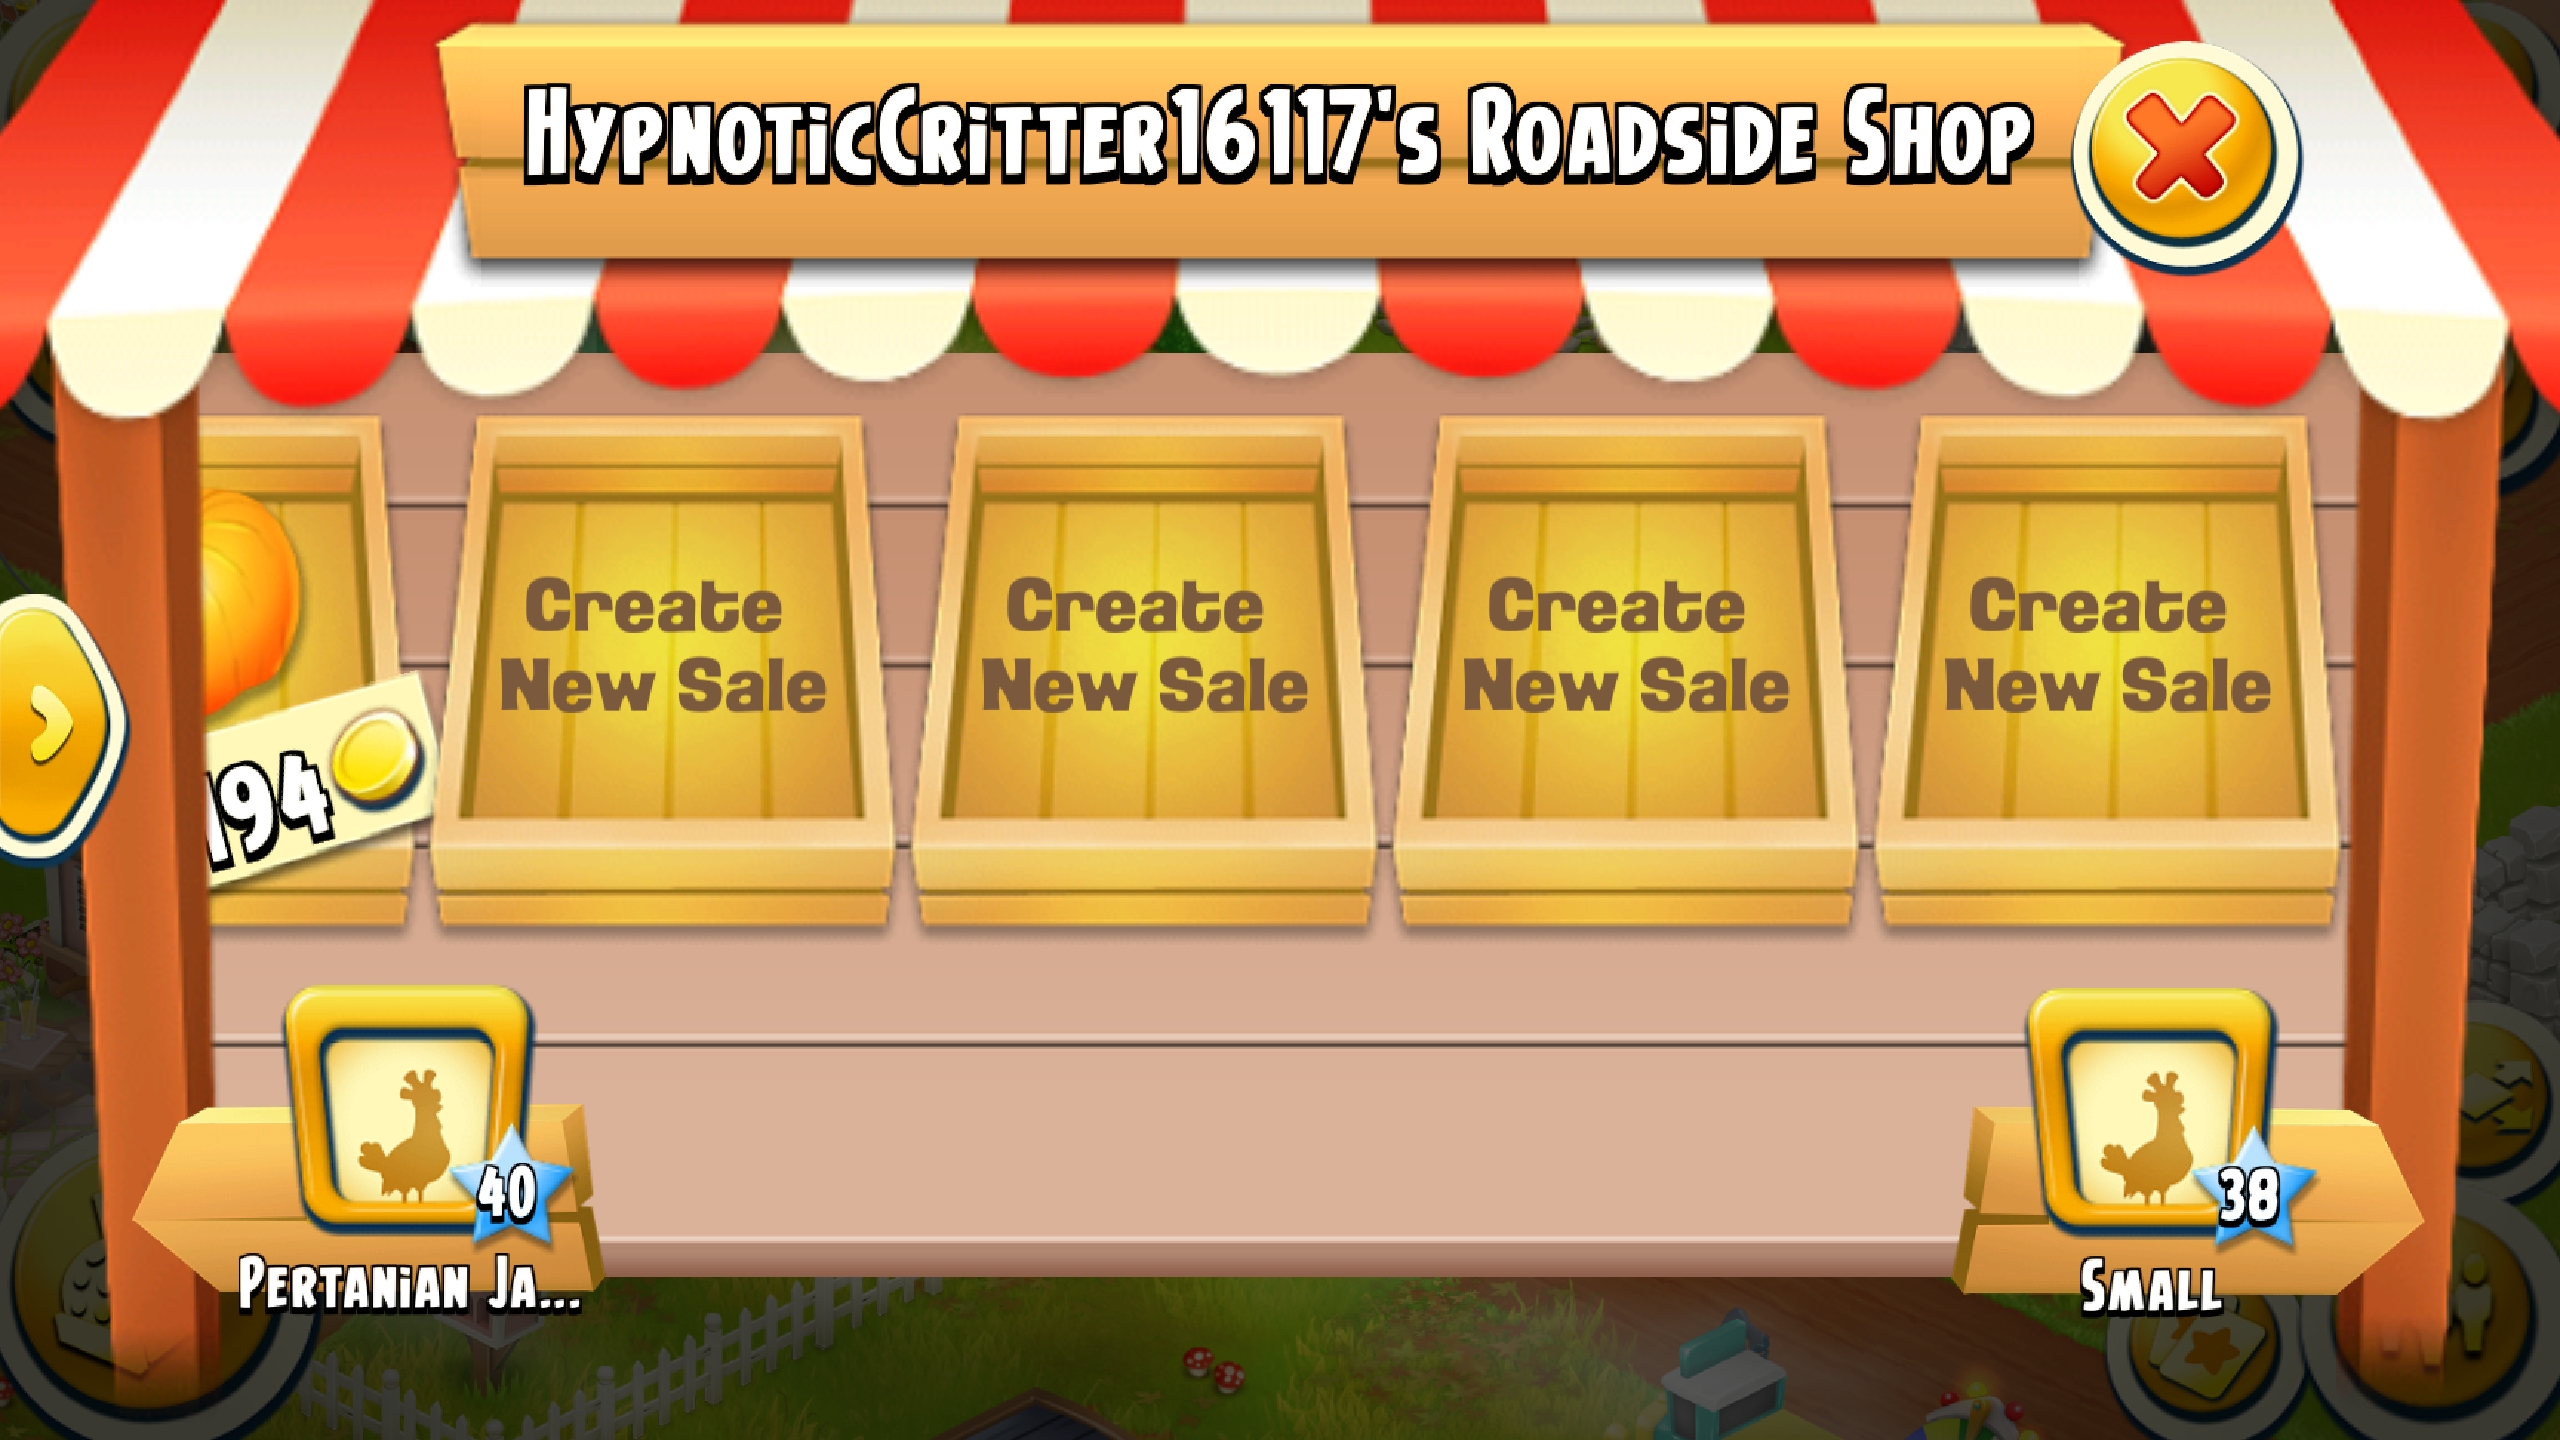 HypnoticCritter16117's Roadside Shop
Create
New Sale
Create
New Sale
Create
New Sale
Create
New Sale
194
40
Pertanian Ja...
38
Small